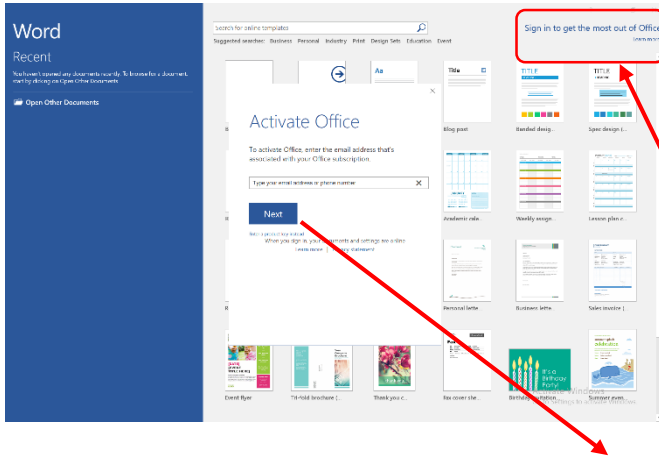 Word
Recent
You haven't opened any documents recently. To browse for a document,
start by clicking on Open Other Documents.
Open Other Documents
Search for online templates
Suggested searches: Business Personal Industry Print Design Sets Education Event
Sign in to get the most out of Office
Learn more
Activate Office
To activate Office, enter the email address that's
associated with your Office subscription.
Type your email address or phone number
Next
When you sign in, your documents and settings are online
Learn more | Privacy statement
Aa
Title
TITLE
TITLE
Blog post
Banded desig...
Spec design (...
Academic cale...
Weekly assign...
Lesson plan c...
Personal lette...
Business letter...
Sales invoice (...
It's a
Birthday
Party!
Event flyer
Tri-fold brochure (...
Thank you c...
Fax cover she...
Birthday invitation...
Summer even...
Activate Windows
Settings to activate Windows.